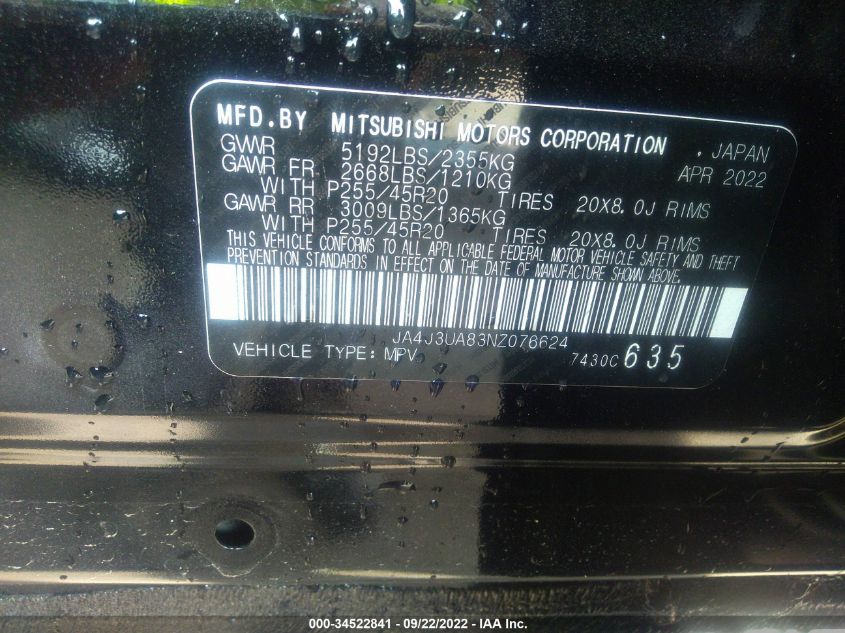 MFD.BY MITSUBISHI MOTORS CORPORATION . JAPAN
GVWR 5192LBS/2355KG APR 2022
GAWR FR 2668LBS/1210KG
WITH P255/45R20 TIRES 20X8.0J RIMS
GAWR RR 3009LBS/1365KG
WITH P255/45R20 TIRES 20X8.0J RIMS
THIS VEHICLE CONFORMS TO ALL APPLICABLE FEDERAL MOTOR VEHICLE SAFETY AND THEFT
PREVENTION STANDARDS IN EFFECT ON THE DATE OF MANUFACTURE SHOWN ABOVE.
JA4J3UA83NZ076624
VEHICLE TYPE: MPV 7430C 635
000-34522841 - 09/22/2022 - IAA Inc.